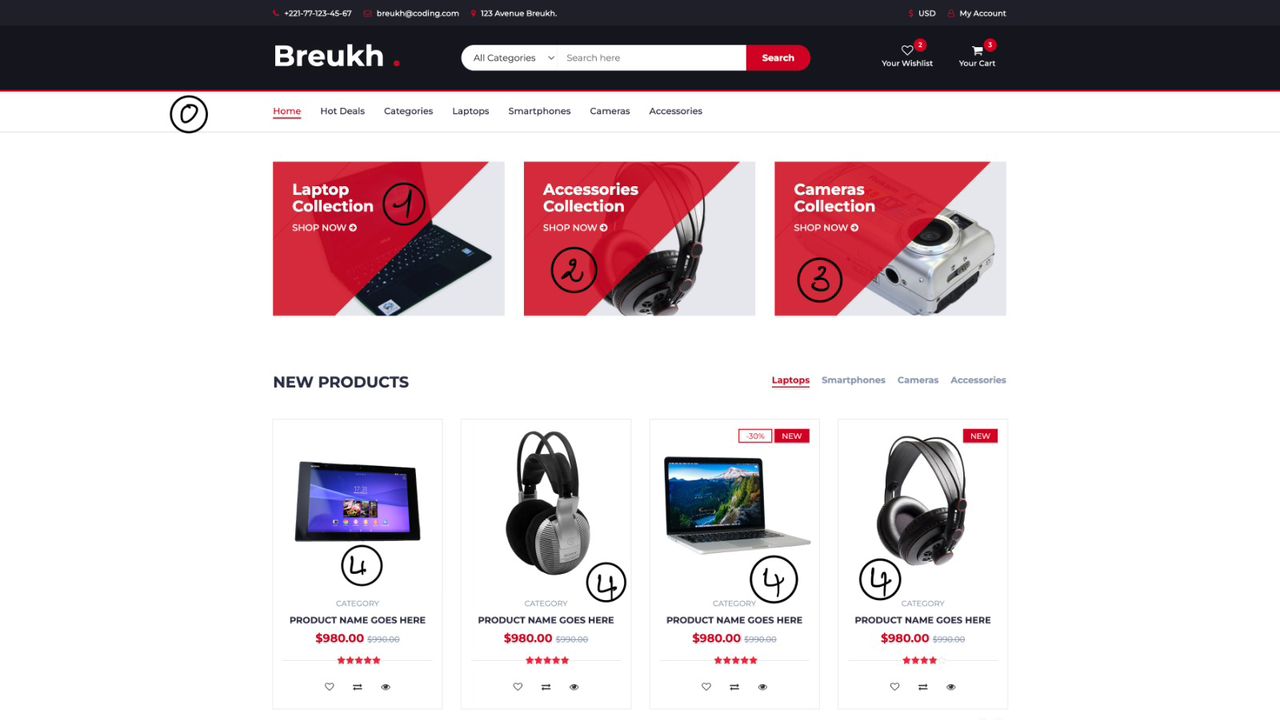 +221-77-123-45-67 breukh@coding.com 123 Avenue Breukh. $ USD My Account
Breukh . All Categories Search here Search Your Wishlist 2 Your Cart 3
0 Home Hot Deals Categories Laptops Smartphones Cameras Accessories
Laptop
Collection 1
SHOP NOW
Accessories
Collection
SHOP NOW
2
Cameras
Collection
SHOP NOW
3
NEW PRODUCTS Laptops Smartphones Cameras Accessories
4
CATEGORY
PRODUCT NAME GOES HERE
$980.00 $990.00
4
CATEGORY
PRODUCT NAME GOES HERE
$980.00 $990.00
-30% NEW
4
CATEGORY
PRODUCT NAME GOES HERE
$980.00 $990.00
NEW
4
CATEGORY
PRODUCT NAME GOES HERE
$980.00 $990.00